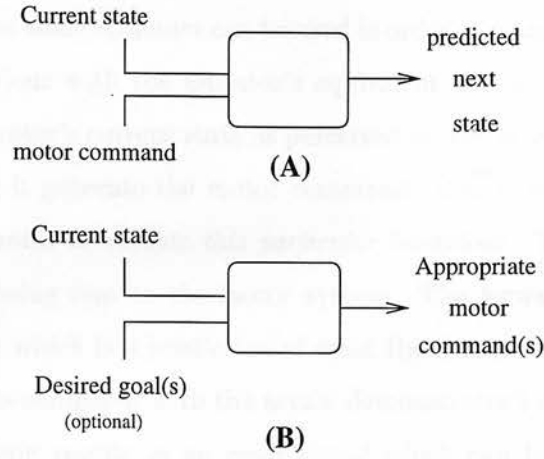 Current state
predicted
next
state
motor command
(A)
Current state
Appropriate
motor
command(s)
Desired goal(s)
(optional)
(B)